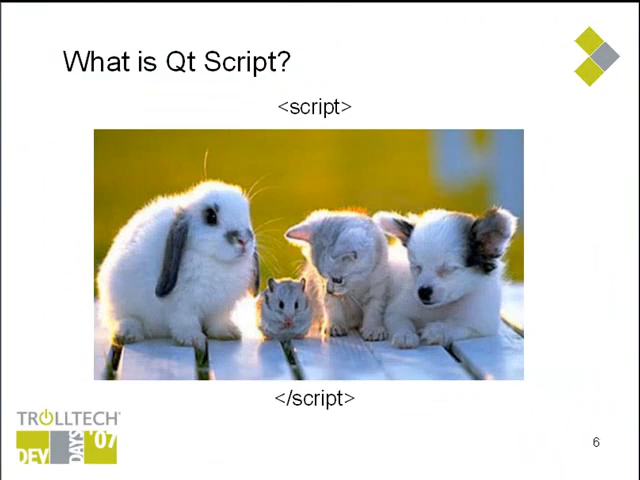 What is Qt Script?
<script>
</script>
TROLLTECH®
DEV DAYS '07
6